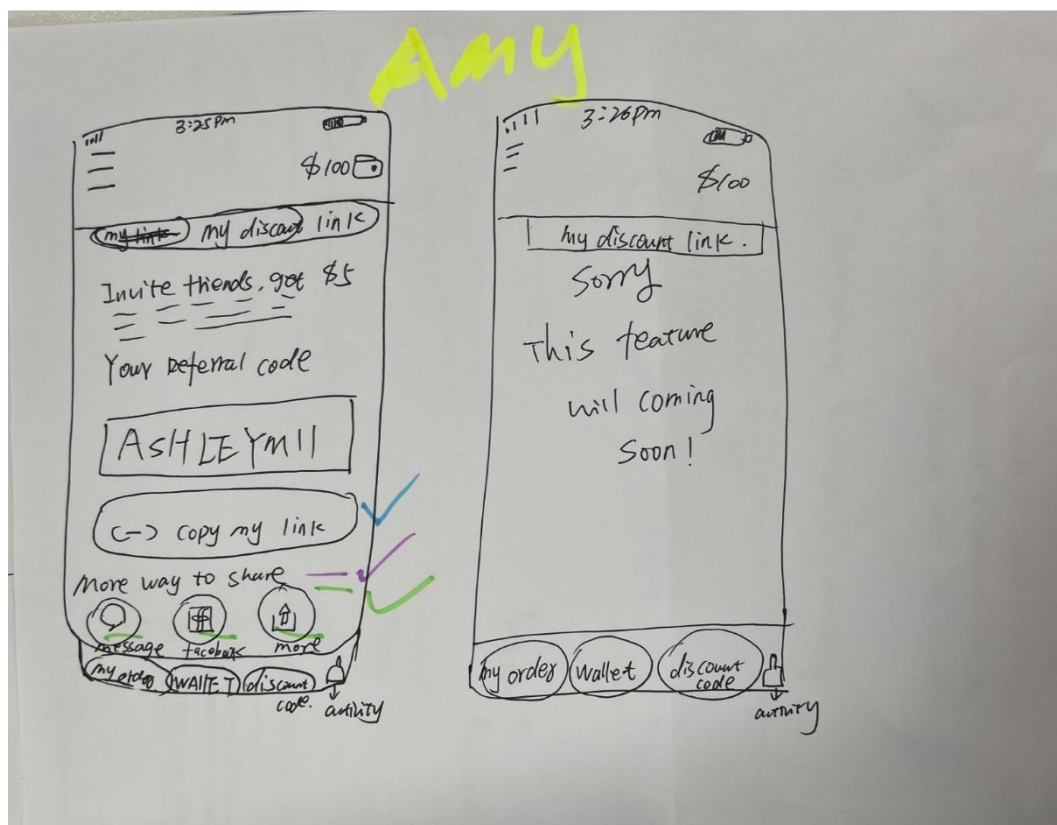 Amy
3:25pm
$100
my link my discount link
Invite friends. got $5
Your Referral code
ASHLEYM11
copy my link
More way to share
message facebook more
my order WALLET discount code.
activity
3:26pm
$100
my discount link.
Sorry
This feature
will coming
Soon!
my order wallet discount code
activity